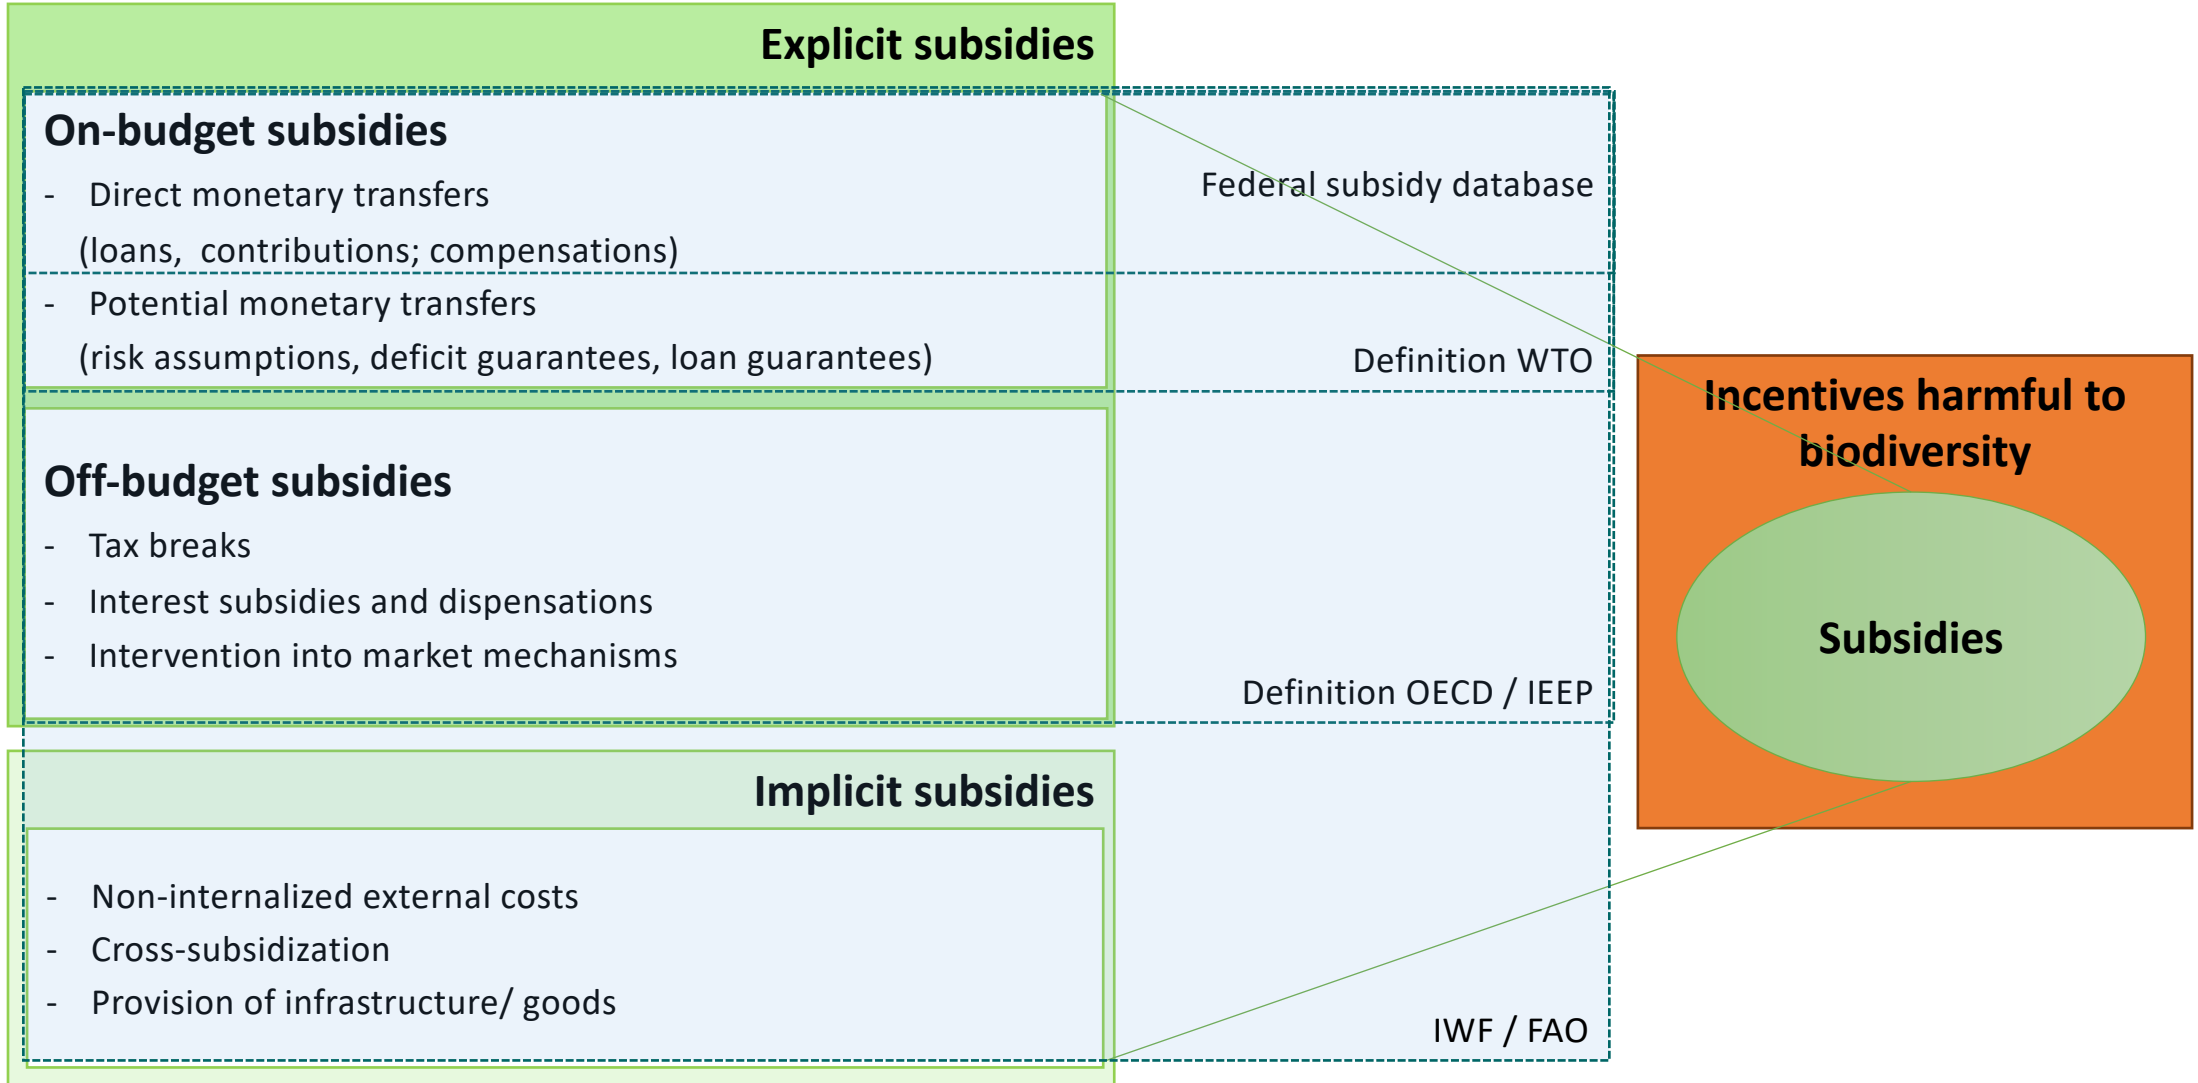 Explicit subsidies
On-budget subsidies
- Direct monetary transfers
(loans, contributions; compensations)
Federal subsidy database
- Potential monetary transfers
(risk assumptions, deficit guarantees, loan guarantees)
Definition WTO
Off-budget subsidies
- Tax breaks
- Interest subsidies and dispensations
- Intervention into market mechanisms
Definition OECD / IEEP
Implicit subsidies
- Non-internalized external costs
- Cross-subsidization
- Provision of infrastructure/ goods
IWF / FAO
Incentives harmful to
biodiversity
Subsidies